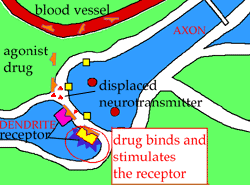 blood vessel
AXON
agonist
drug
displaced
neurotransmitter
DENDRITE
receptor
drug binds and
stimulates
the receptor